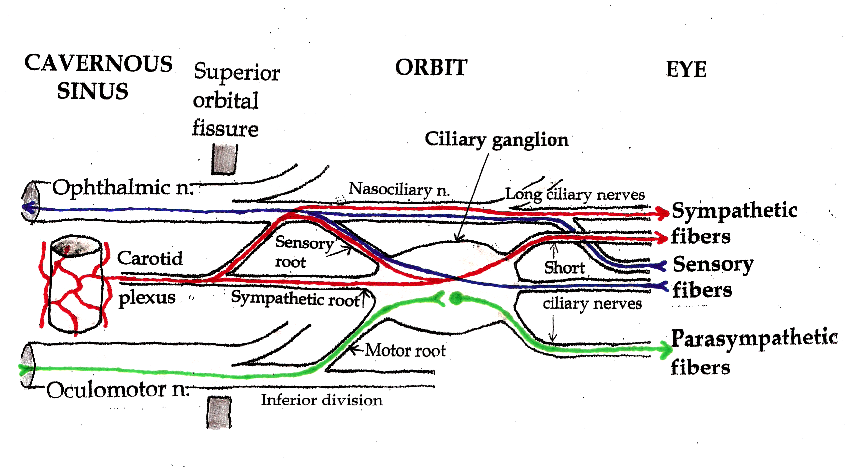 CAVERNOUS
SINUS
Superior
orbital
fissure
ORBIT
EYE
Ciliary ganglion
Ophthalmic n.
Nasociliary n.
Long ciliary nerves
Sympathetic
fibers
Sensory
root
Carotid
plexus
Short
ciliary nerves
Sensory
fibers
Sympathetic root
Motor root
Parasympathetic
fibers
Oculomotor n.
Inferior division